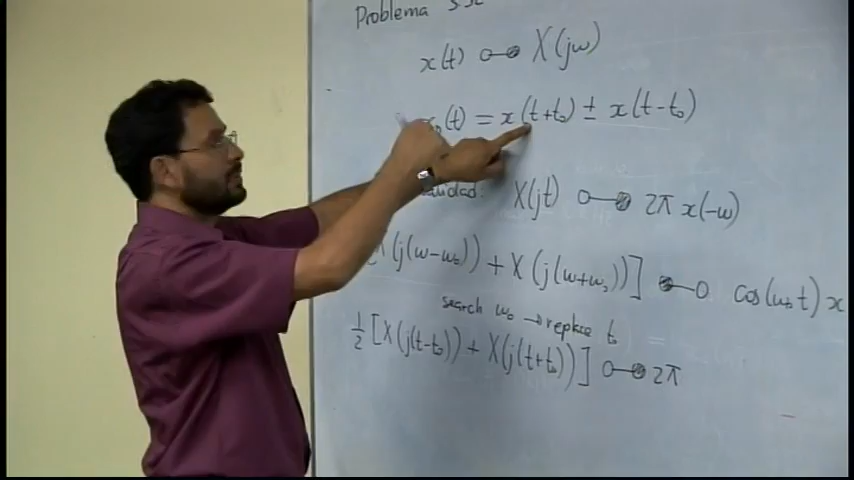 Problema
x(t) o—● X(jω)
(t) = x(t+t₀) ± x(t-t₀)
X(jt) o—● 2π x(-ω)
X(j(ω-ω₀)) + X(j(ω+ω₀))] ●—o cos(ω₀t) x
search ω₀ → replace t₀
1/2 [X(j(t-t₀)) + X(j(t+t₀))] o—● 2π